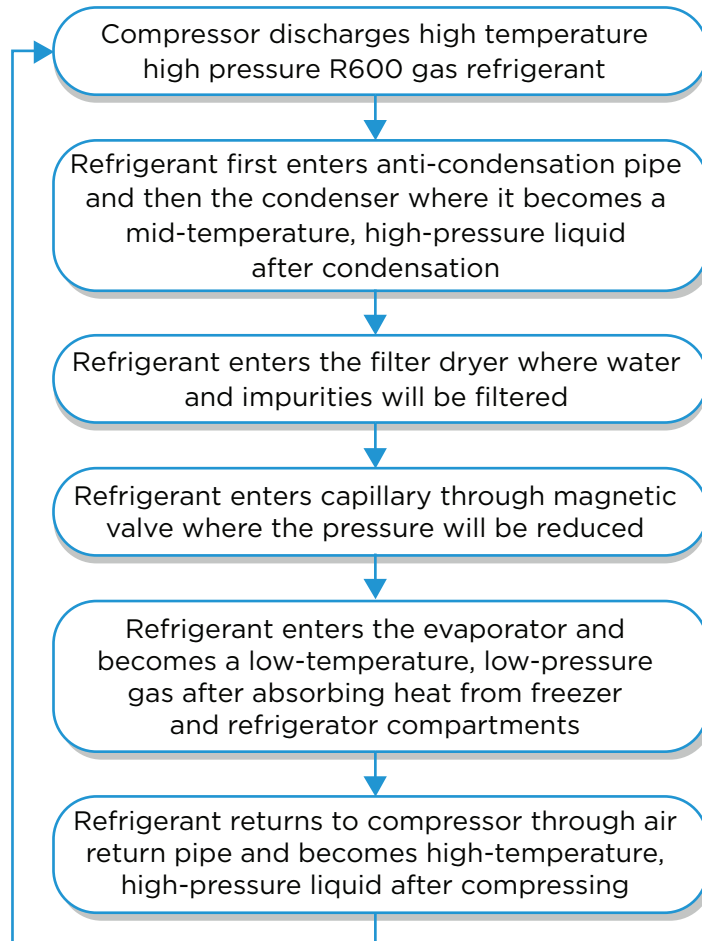 Compressor discharges high temperature
high pressure R600 gas refrigerant
Refrigerant first enters anti-condensation pipe
and then the condenser where it becomes a
mid-temperature, high-pressure liquid
after condensation
Refrigerant enters the filter dryer where water
and impurities will be filtered
Refrigerant enters capillary through magnetic
valve where the pressure will be reduced
Refrigerant enters the evaporator and
becomes a low-temperature, low-pressure
gas after absorbing heat from freezer
and refrigerator compartments
Refrigerant returns to compressor through air
return pipe and becomes high-temperature,
high-pressure liquid after compressing